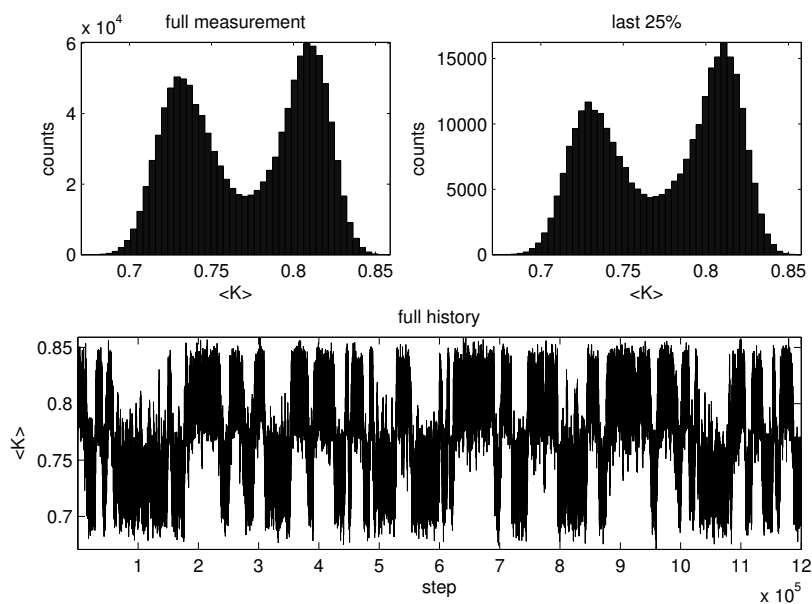 full measurement
x 10^4
6
4
2
0
counts
0.7 0.75 0.8 0.85
<K>
last 25%
15000
10000
5000
0
counts
0.7 0.75 0.8 0.85
<K>
full history
0.85
0.8
0.75
0.7
<K>
1 2 3 4 5 6 7 8 9 10 11 12
step
x 10^5